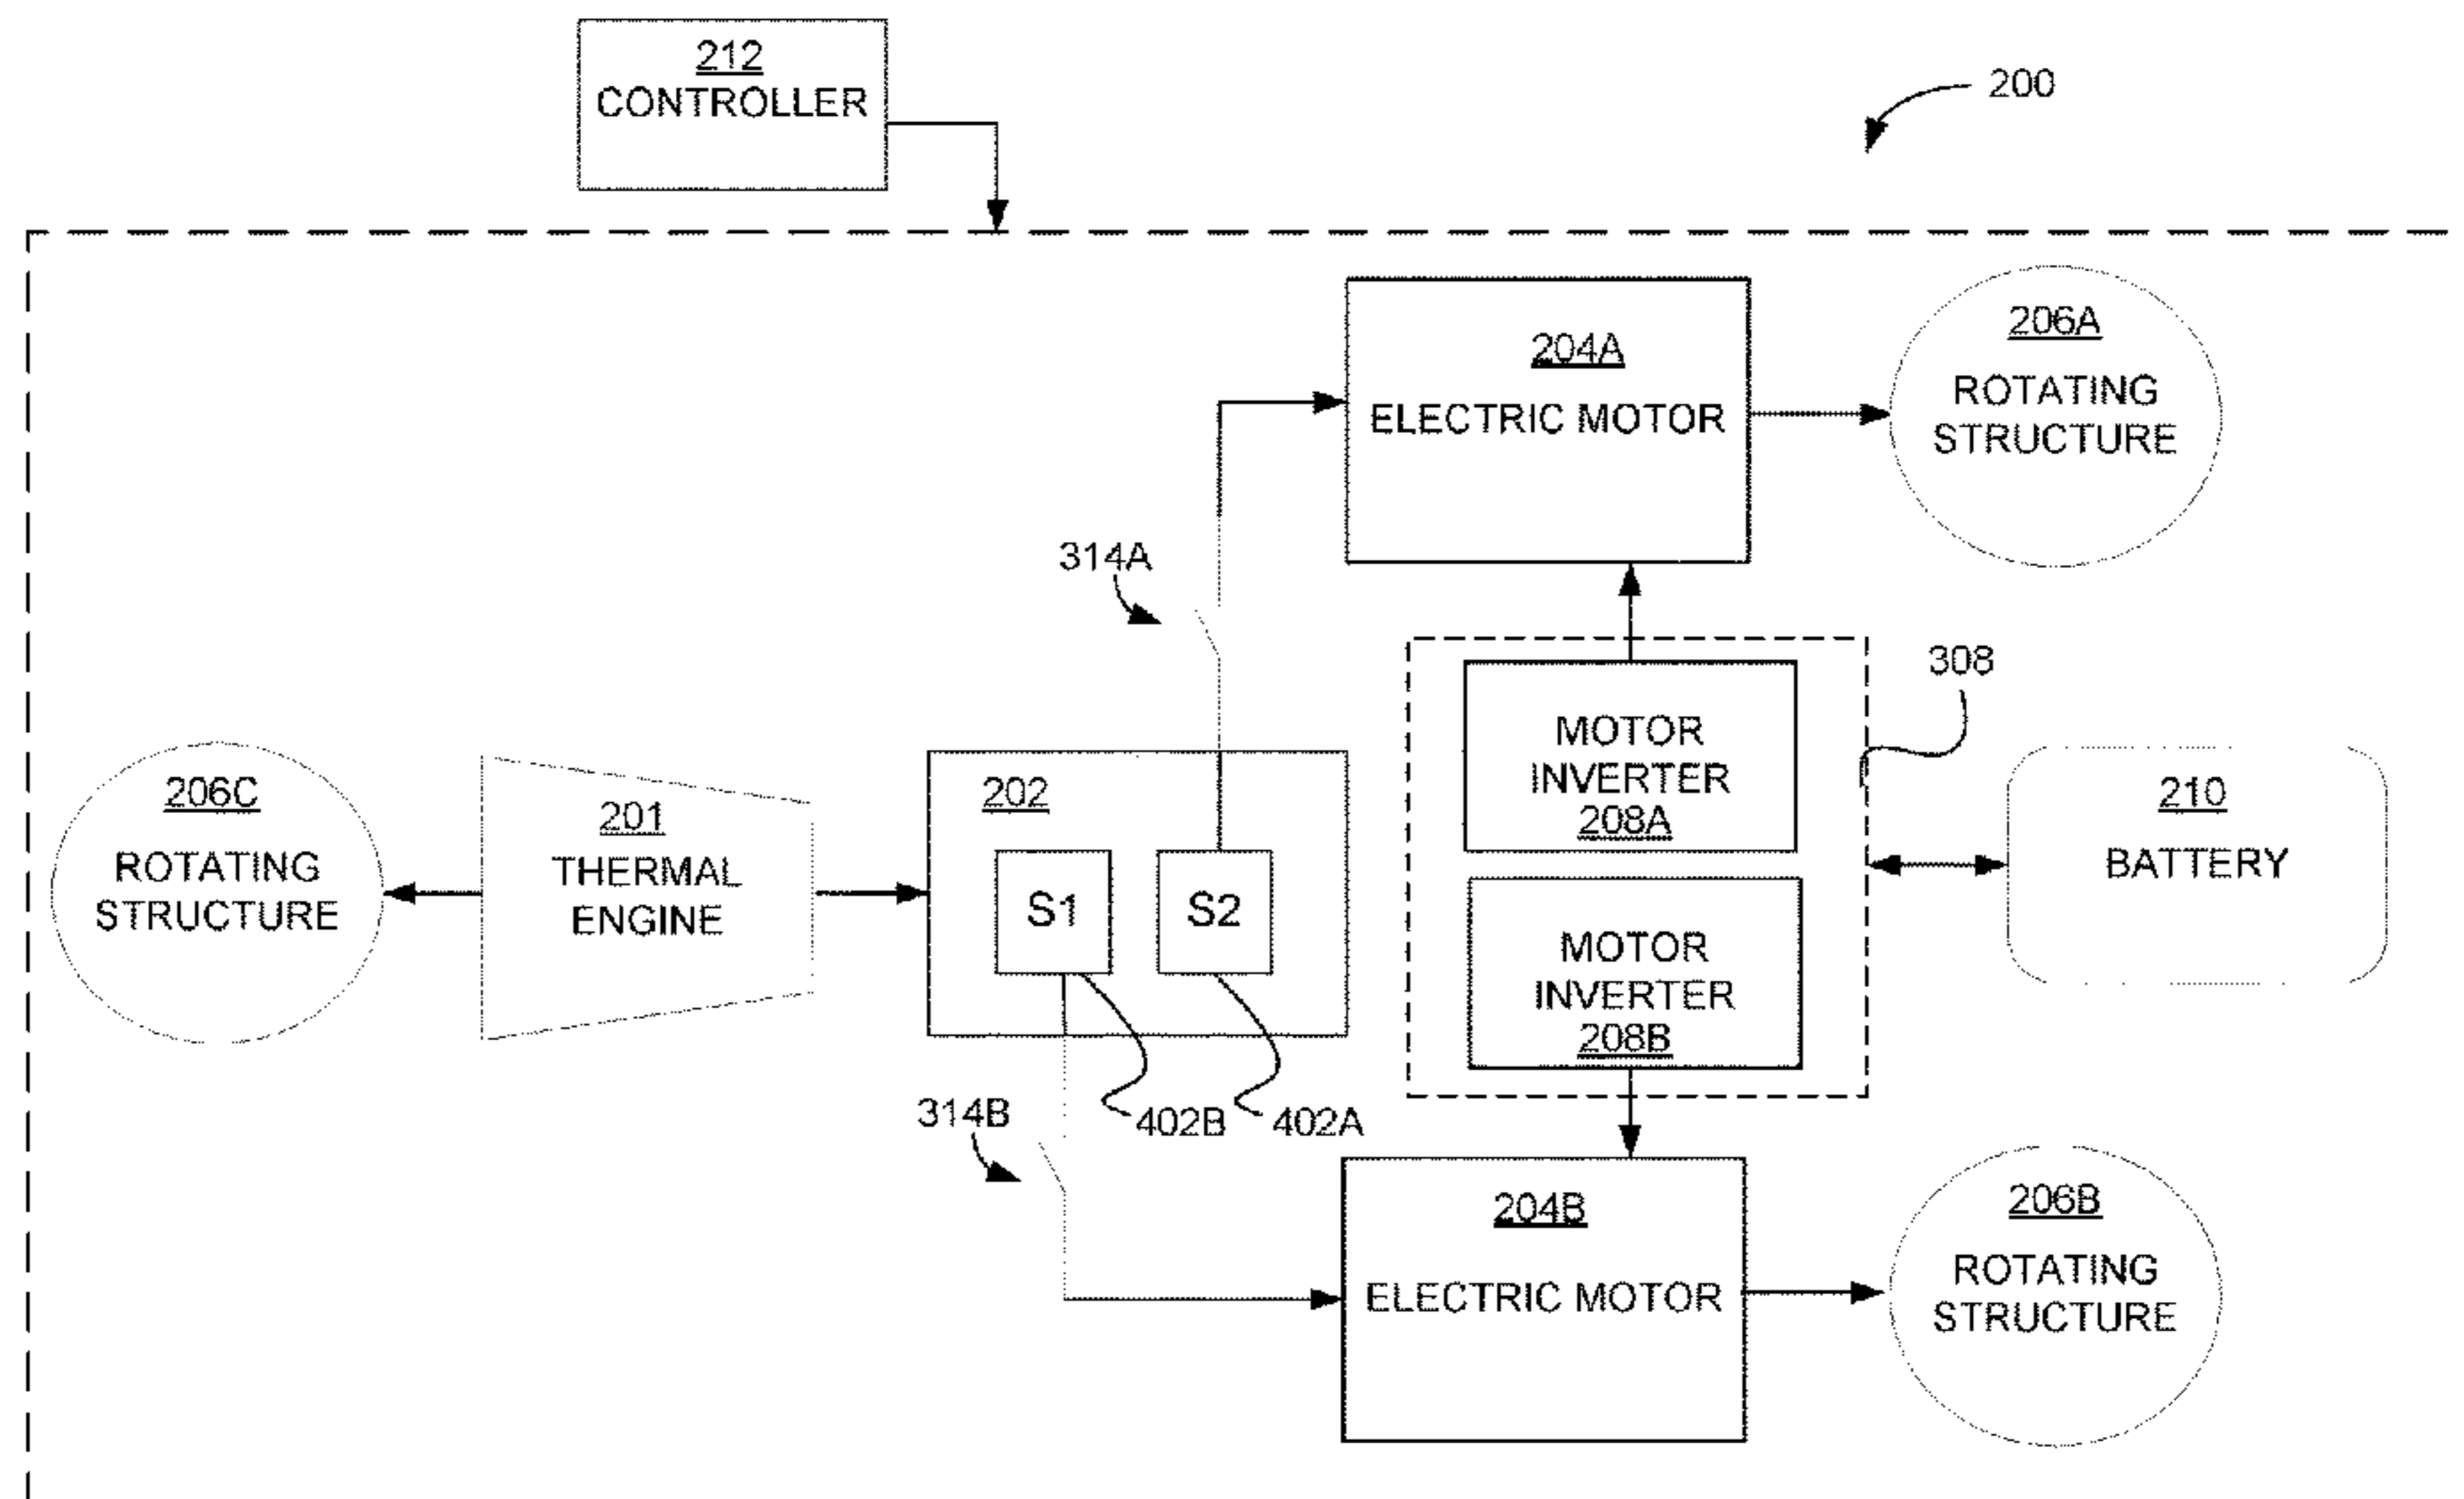 212
CONTROLLER
200
204A
ELECTRIC MOTOR
206A
ROTATING
STRUCTURE
314A
308
MOTOR
INVERTER
208A
206C
ROTATING
STRUCTURE
201
THERMAL
ENGINE
202
S1
S2
210
BATTERY
MOTOR
INVERTER
208B
314B
402B
402A
204B
ELECTRIC MOTOR
206B
ROTATING
STRUCTURE